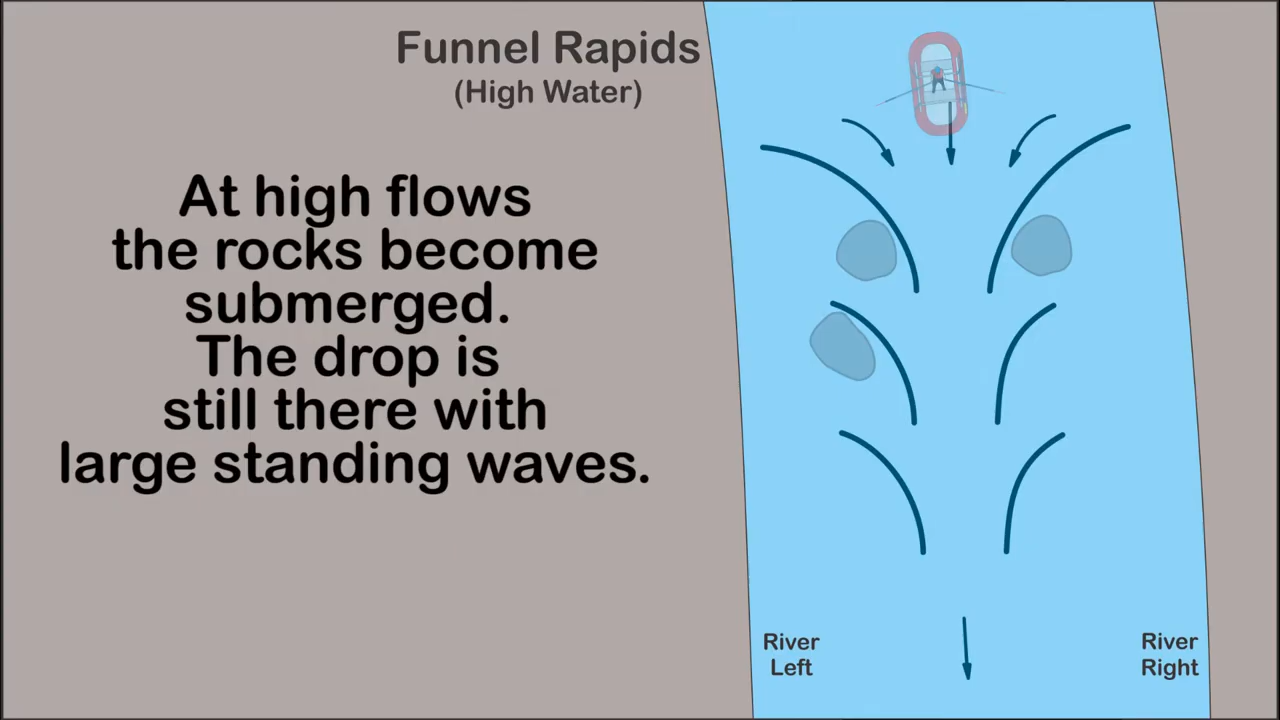 Funnel Rapids
(High Water)
At high flows
the rocks become
submerged.
The drop is
still there with
large standing waves.
River
Left
River
Right